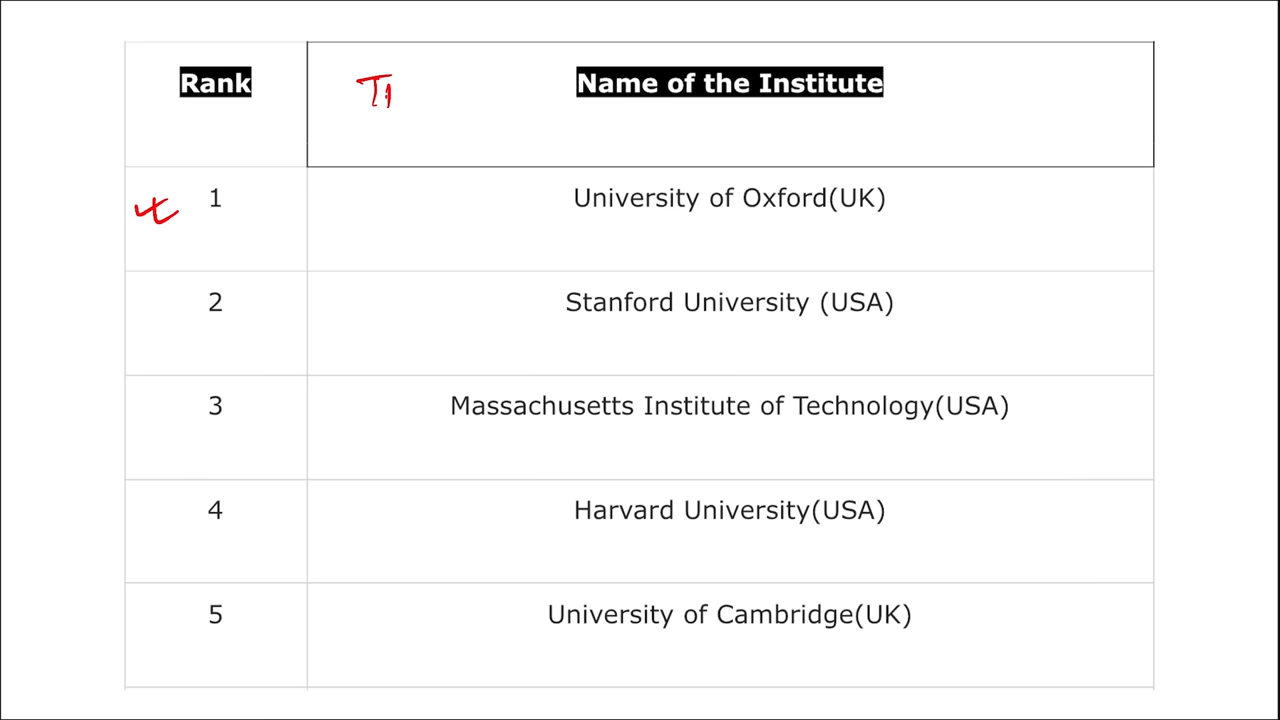 Rank Name of the Institute
1 University of Oxford(UK)
2 Stanford University (USA)
3 Massachusetts Institute of Technology(USA)
4 Harvard University(USA)
5 University of Cambridge(UK)